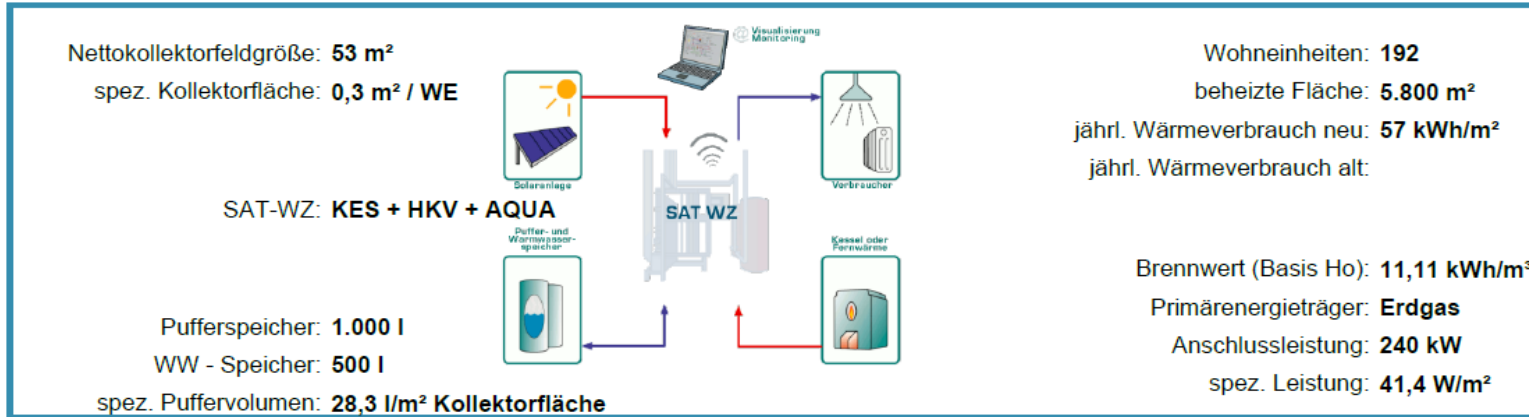 Nettokollektorfeldgröße: 53 m²
spez. Kollektorfläche: 0,3 m² / WE
SAT-WZ: KES + HKV + AQUA
Pufferspeicher: 1.000 l
WW - Speicher: 500 l
spez. Puffervolumen: 28,3 l/m² Kollektorfläche
Visualisierung
Monitoring
Solaranlage
Verbraucher
SAT WZ
Puffer- und
Warmwasser-
speicher
Kessel oder
Fernwärme
Wohneinheiten: 192
beheizte Fläche: 5.800 m²
jährl. Wärmeverbrauch neu: 57 kWh/m²
jährl. Wärmeverbrauch alt:
Brennwert (Basis Ho): 11,11 kWh/m³
Primärenergieträger: Erdgas
Anschlussleistung: 240 kW
spez. Leistung: 41,4 W/m²